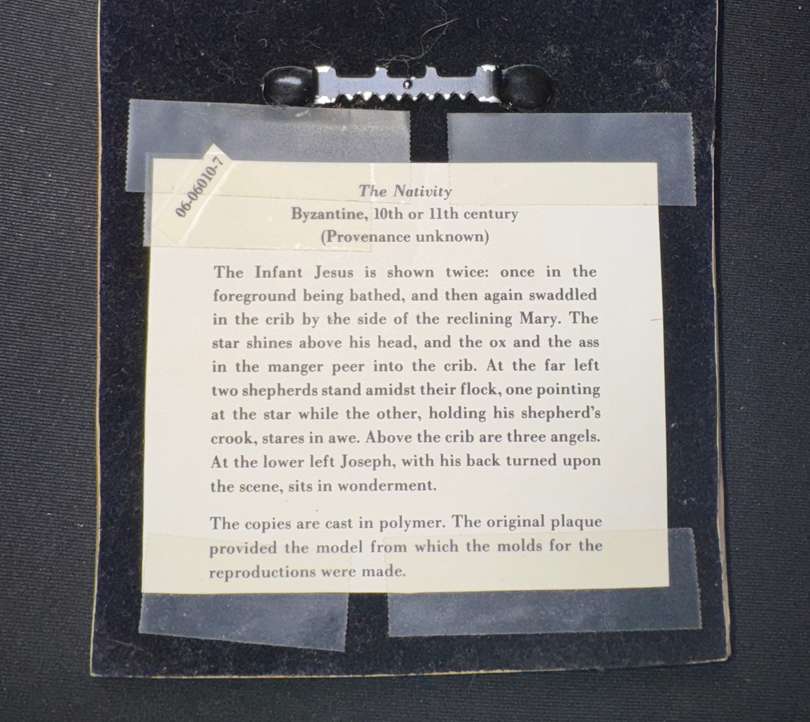 06-06010-7
The Nativity
Byzantine, 10th or 11th century
(Provenance unknown)
The Infant Jesus is shown twice: once in the
foreground being bathed, and then again swaddled
in the crib by the side of the reclining Mary. The
star shines above his head, and the ox and the ass
in the manger peer into the crib. At the far left
two shepherds stand amidst their flock, one pointing
at the star while the other, holding his shepherd's
crook, stares in awe. Above the crib are three angels.
At the lower left Joseph, with his back turned upon
the scene, sits in wonderment.
The copies are cast in polymer. The original plaque
provided the model from which the molds for the
reproductions were made.